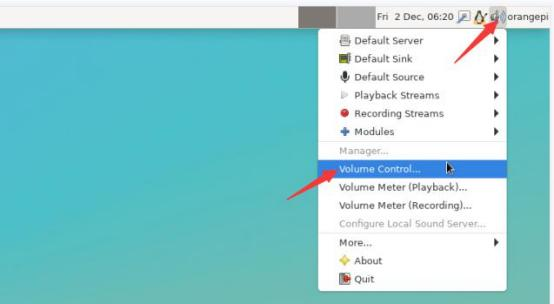 Fri 2 Dec, 06:20 orangepi
Default Server
Default Sink
Default Source
Playback Streams
Recording Streams
Modules
Manager...
Volume Control...
Volume Meter (Playback)...
Volume Meter (Recording)...
Configure Local Sound Server...
More...
About
Quit